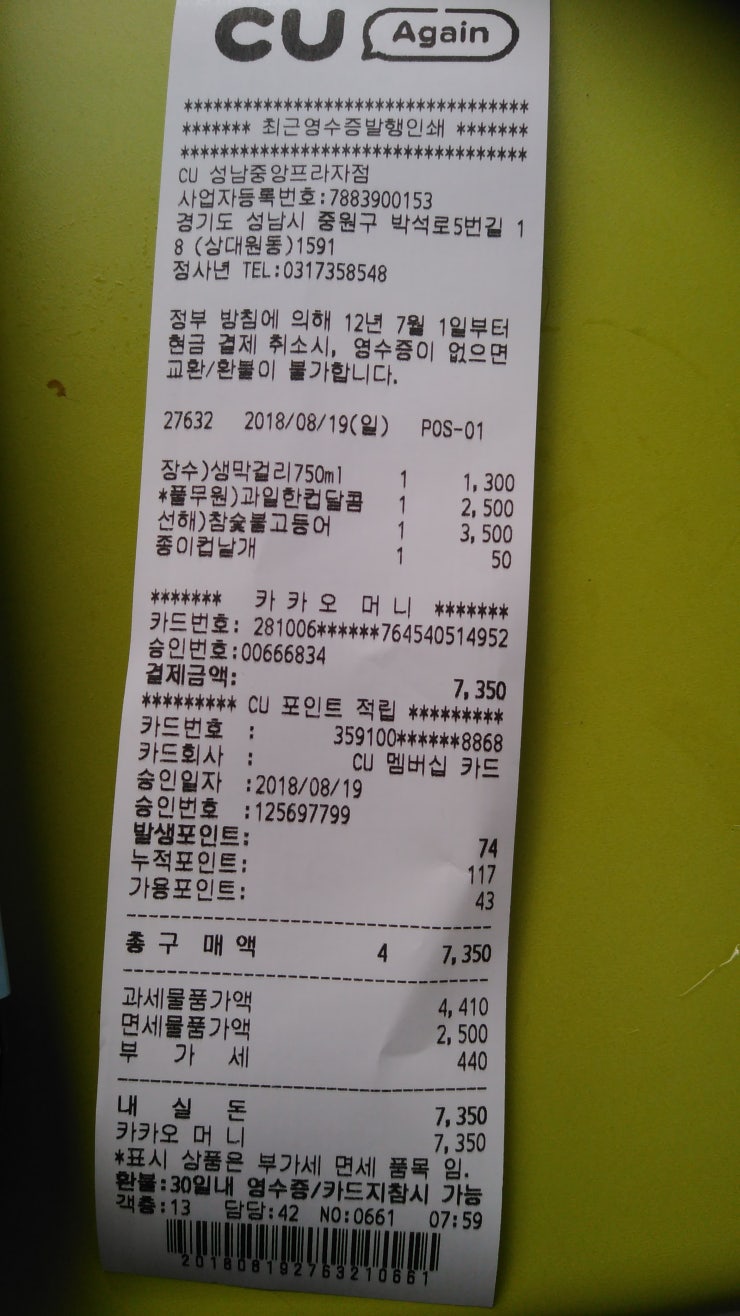 CU Again
**********************************
******* 최근영수증발행인쇄 *******
**********************************
CU 성남중앙프라자점
사업자등록번호:7883900153
경기도 성남시 중원구 박석로5번길 1
8 (상대원동)1591
정사년 TEL:0317358548
정부 방침에 의해 12년 7월 1일부터
현금 결제 취소시, 영수증이 없으면
교환/환불이 불가합니다.
27632 2018/08/19(일) POS-01
장수)생막걸리750ml 1 1,300
*풀무원)과일한컵달콤 1 2,500
선해)참숯불고등어 1 3,500
종이컵낱개 1 50
******* 카 카 오 머 니 *******
카드번호: 281006******764540514952
승인번호:00666834
결제금액: 7,350
********* CU 포인트 적립 *********
카드번호 : 359100******8868
카드회사 : CU 멤버십 카드
승인일자 :2018/08/19
승인번호 :125697799
발생포인트: 74
누적포인트: 117
가용포인트: 43
총 구 매 액 4 7,350
과세물품가액 4,410
면세물품가액 2,500
부 가 세 440
내 실 돈 7,350
카카오 머 니 7,350
*표시 상품은 부가세 면세 품목 임.
환불:30일내 영수증/카드지참시 가능
객층:13 담당:42 NO:0661 07:59
201808192763210661